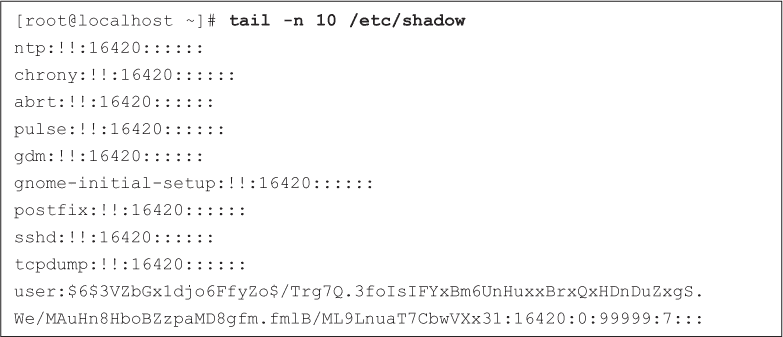 [root@localhost ~]# tail -n 10 /etc/shadow
ntp:!!:16420::::::
chrony:!!:16420::::::
abrt:!!:16420::::::
pulse:!!:16420::::::
gdm:!!:16420::::::
gnome-initial-setup:!!:16420::::::
postfix:!!:16420::::::
sshd:!!:16420::::::
tcpdump:!!:16420::::::
user:$6$3VZbGx1djo6FfyZo$/Trg7Q.3foIsIFYxBm6UnHuxxBrxQxHDnDuZxgS.
We/MAuHn8HboBZzpaMD8gfm.fmlB/ML9LnuaT7CbwVXx31:16420:0:99999:7:::